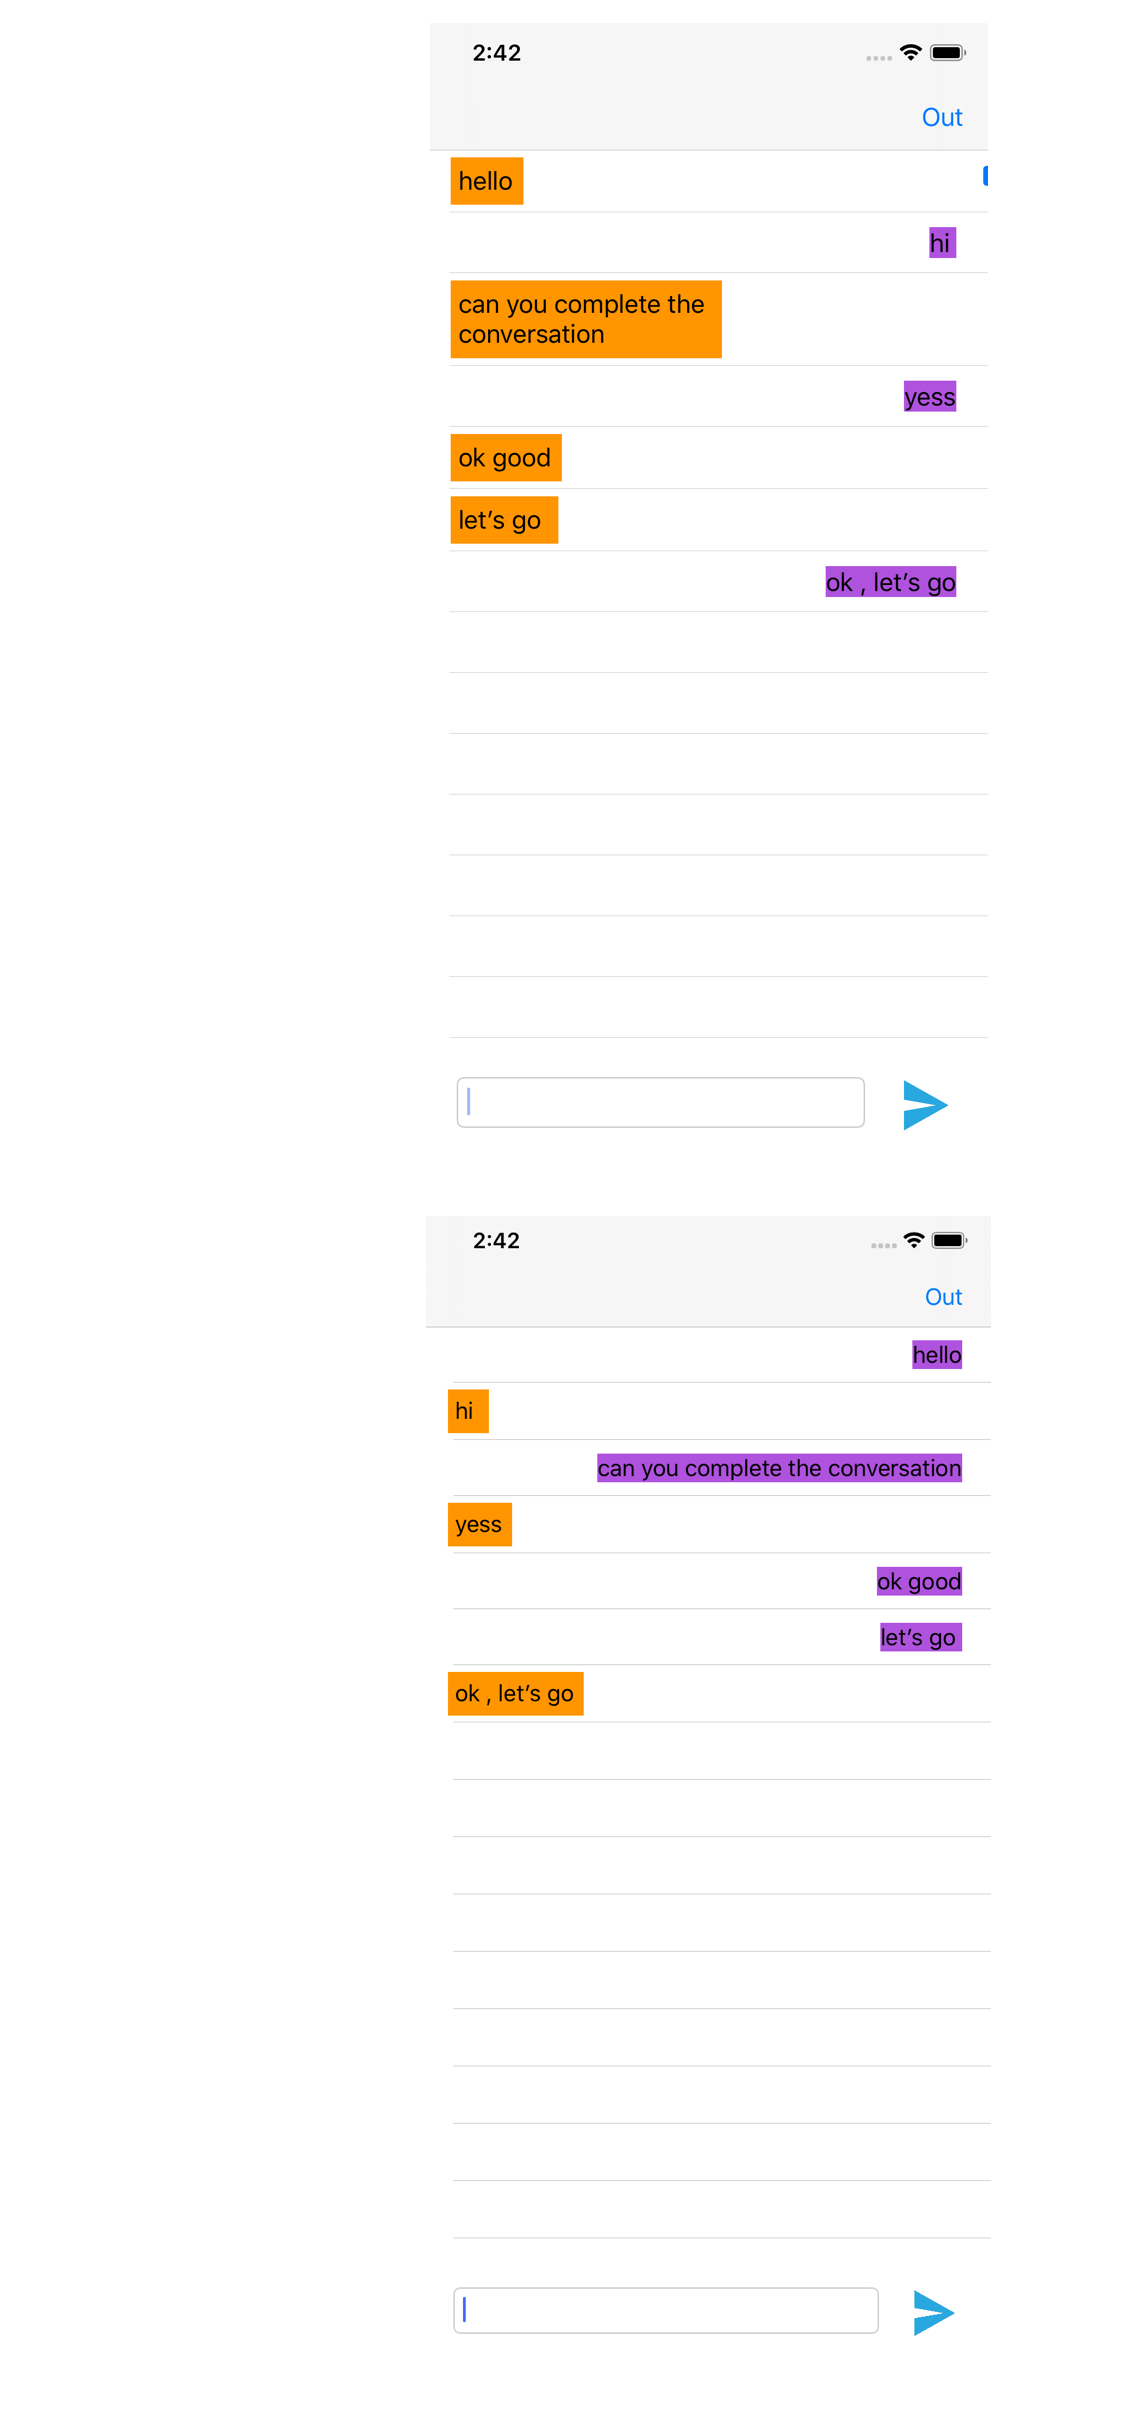 2:42
Out
hello
hi
can you complete the
conversation
yess
ok good
let’s go
ok , let’s go
2:42
Out
hello
hi
can you complete the conversation
yess
ok good
let’s go
ok , let’s go